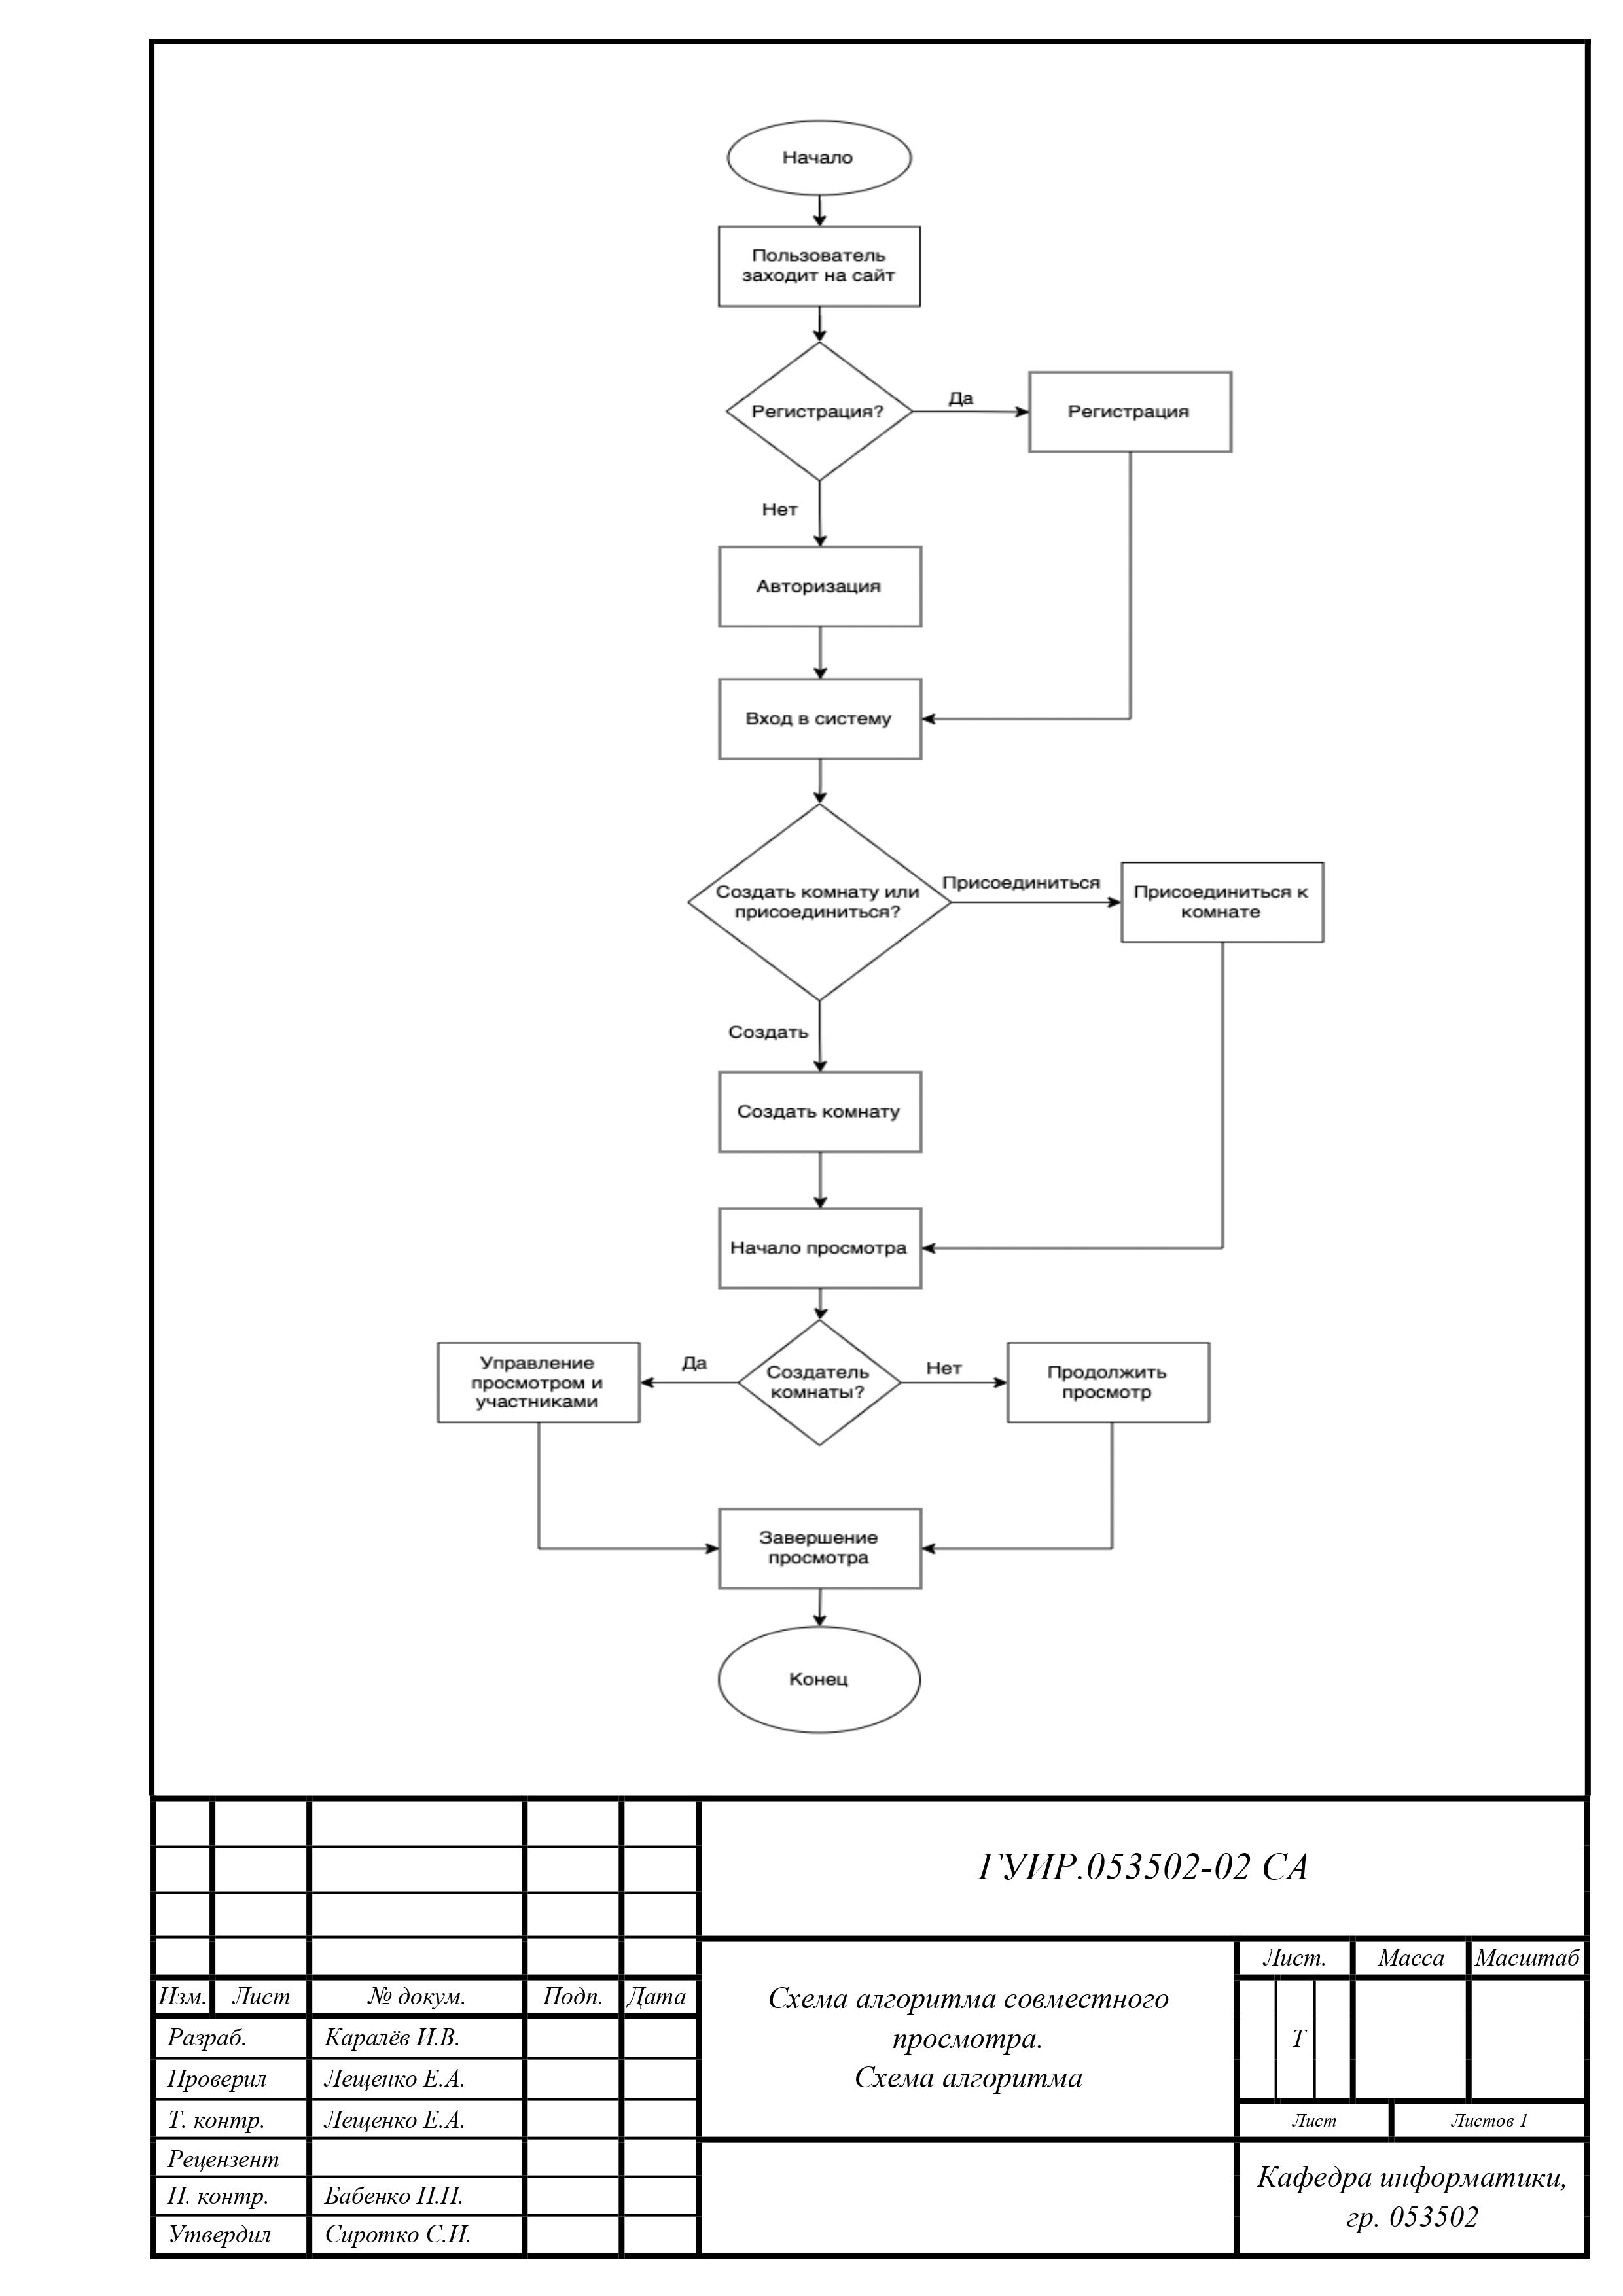 Начало
Пользователь
заходит на сайт
Регистрация?
Да
Регистрация
Нет
Авторизация
Вход в систему
Создать комнату или
присоединиться?
Присоединиться
Присоединиться к
комнате
Создать
Создать комнату
Начало просмотра
Управление
просмотром и
участниками
Да
Создатель
комнаты?
Нет
Продолжить
просмотр
Завершение
просмотра
Конец
ГУИР.053502-02 СА
Изм. Лист № докум. Подп. Дата
Разраб. Каралёв И.В.
Проверил Лещенко Е.А.
Т. контр. Лещенко Е.А.
Рецензент
Н. контр. Бабенко Н.Н.
Утвердил Сиротко С.И.
Схема алгоритма совместного
просмотра.
Схема алгоритма
Лист. Масса Масштаб
Т
Лист Листов 1
Кафедра информатики,
гр. 053502